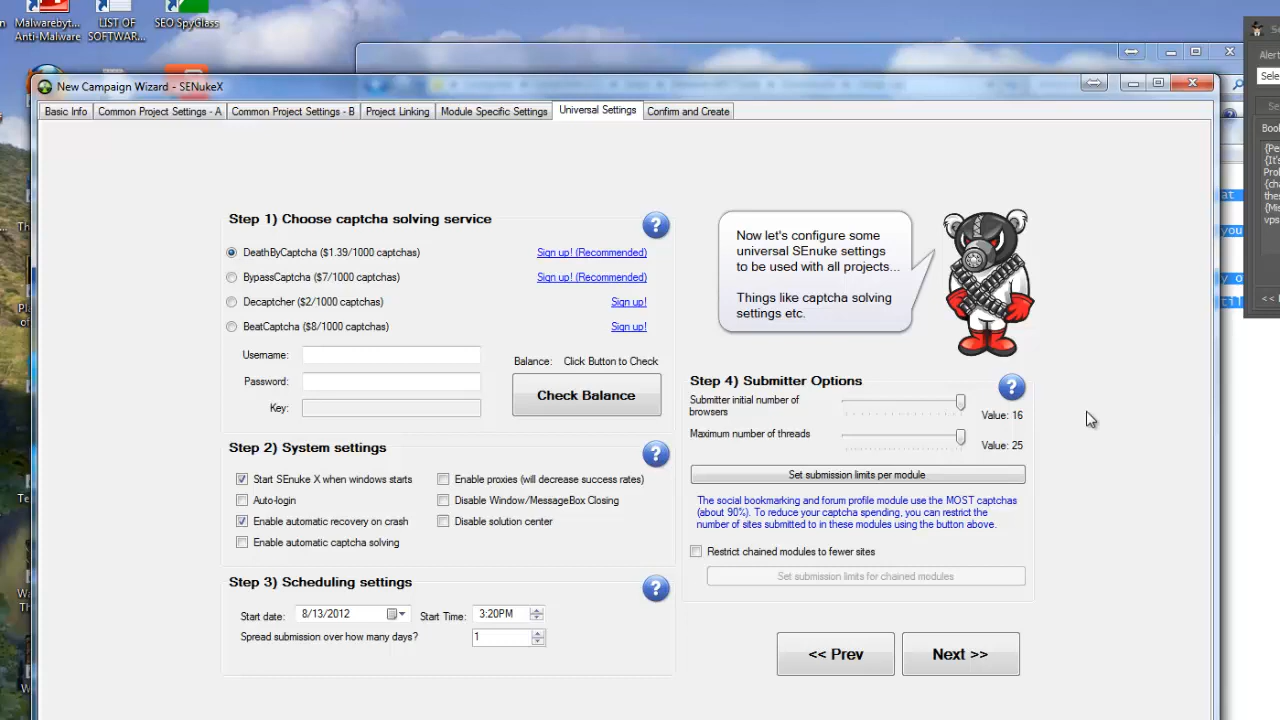 Malwarebyt...
Anti-Malware
LIST OF
SOFTWAR...
SEO SpyGlass
New Campaign Wizard - SENukeX
Basic Info
Common Project Settings - A
Common Project Settings - B
Project Linking
Module Specific Settings
Universal Settings
Confirm and Create
Step 1) Choose captcha solving service
DeathByCaptcha ($1.39/1000 captchas)
Sign up! (Recommended)
BypassCaptcha ($7/1000 captchas)
Sign up! (Recommended)
Decaptcher ($2/1000 captchas)
Sign up!
BeatCaptcha ($8/1000 captchas)
Sign up!
Username:
Password:
Key:
Balance: Click Button to Check
Check Balance
Now let's configure some
universal SEnuke settings
to be used with all projects...
Things like captcha solving
settings etc.
Step 2) System settings
Start SEnuke X when windows starts
Enable proxies (will decrease success rates)
Auto-login
Disable Window/MessageBox Closing
Enable automatic recovery on crash
Disable solution center
Enable automatic captcha solving
Step 3) Scheduling settings
Start date:
8/13/2012
Start Time:
3:20PM
Spread submission over how many days?
1
Step 4) Submitter Options
Submitter initial number of
browsers
Value: 16
Maximum number of threads
Value: 25
Set submission limits per module
The social bookmarking and forum profile module use the MOST captchas
(about 90%). To reduce your captcha spending, you can restrict the
number of sites submitted to in these modules using the button above.
Restrict chained modules to fewer sites
Set submission limits for chained modules
<< Prev
Next >>
Alert
Sele
Book
{Pe
{It's
Prob
{cha
thes
{Mis
vps